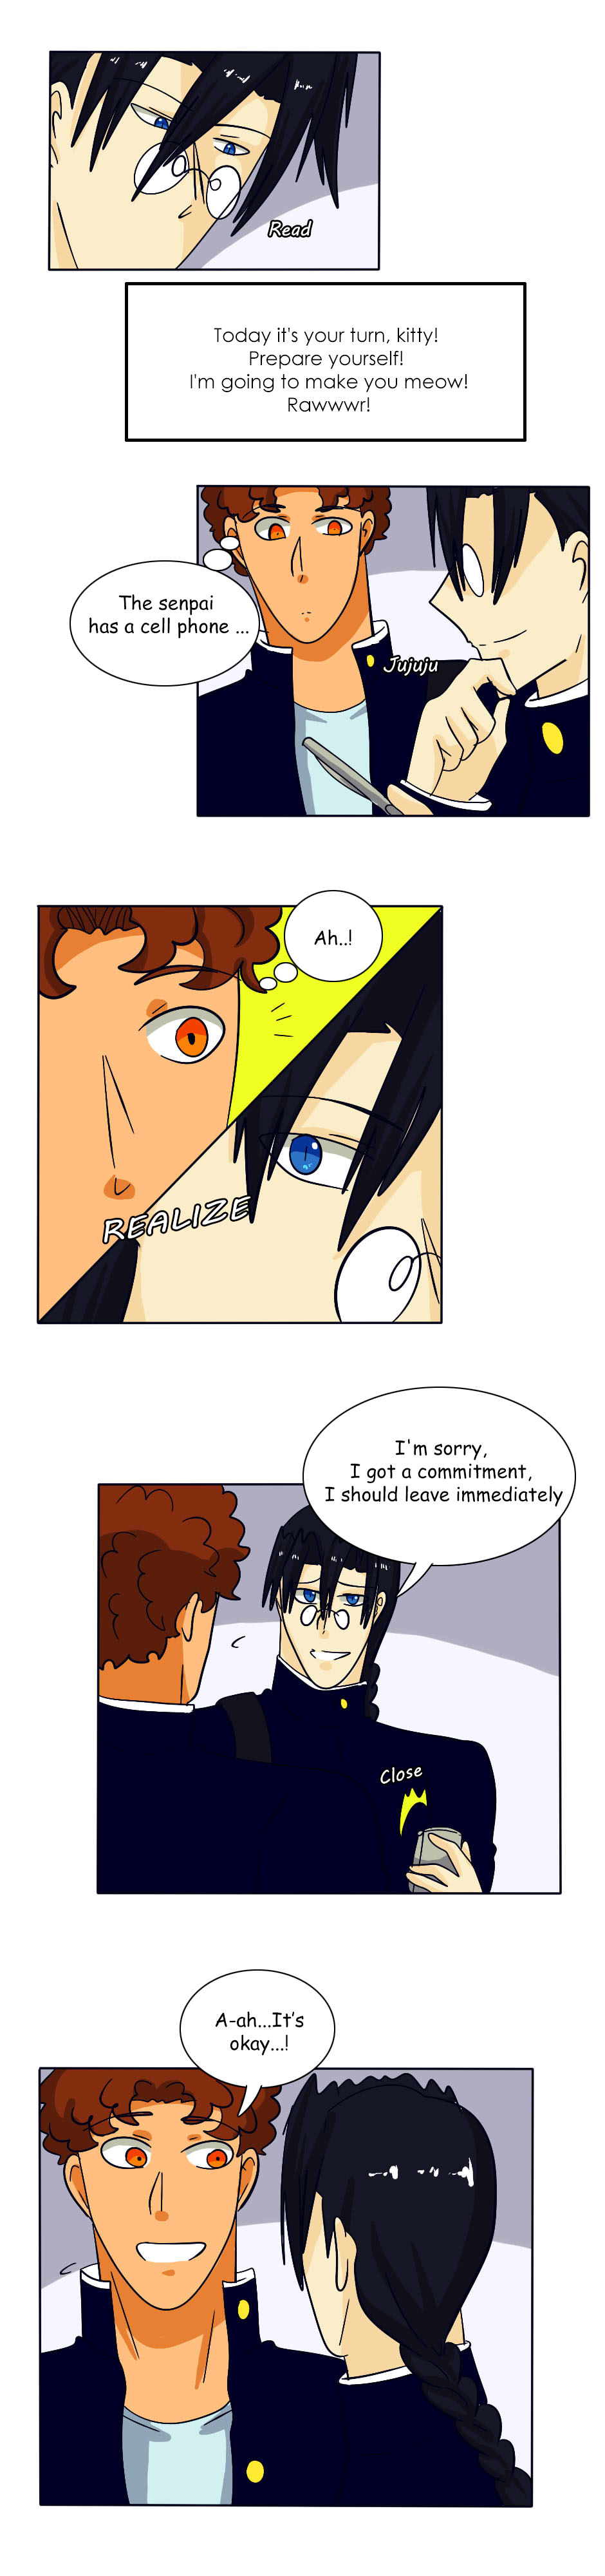 Read
Today it's your turn, kitty!
Prepare yourself!
I'm going to make you meow!
Rawwwr!
The senpai
has a cell phone ...
Jujuju
Ah..!
REALIZE
I'm sorry,
I got a commitment,
I should leave immediately
Close
A-ah...It's
okay...!